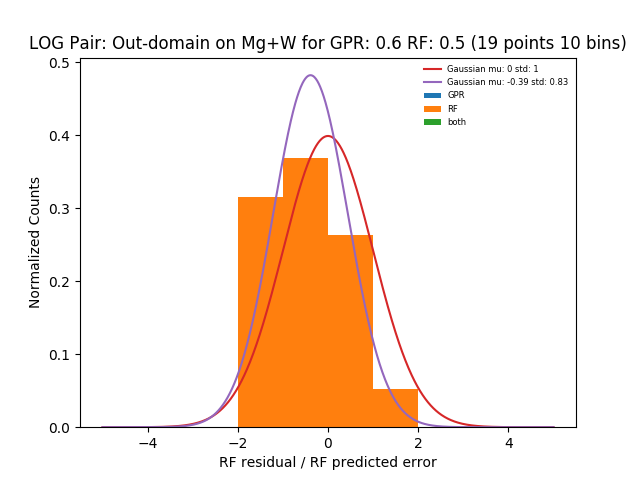 LOG Pair: Out-domain on Mg+W for GPR: 0.6 RF: 0.5 (19 points 10 bins)
Gaussian mu: 0 std: 1
Gaussian mu: -0.39 std: 0.83
GPR
RF
both
0.5
0.4
0.3
0.2
0.1
0.0
Normalized Counts
−4
−2
0
2
4
RF residual / RF predicted error